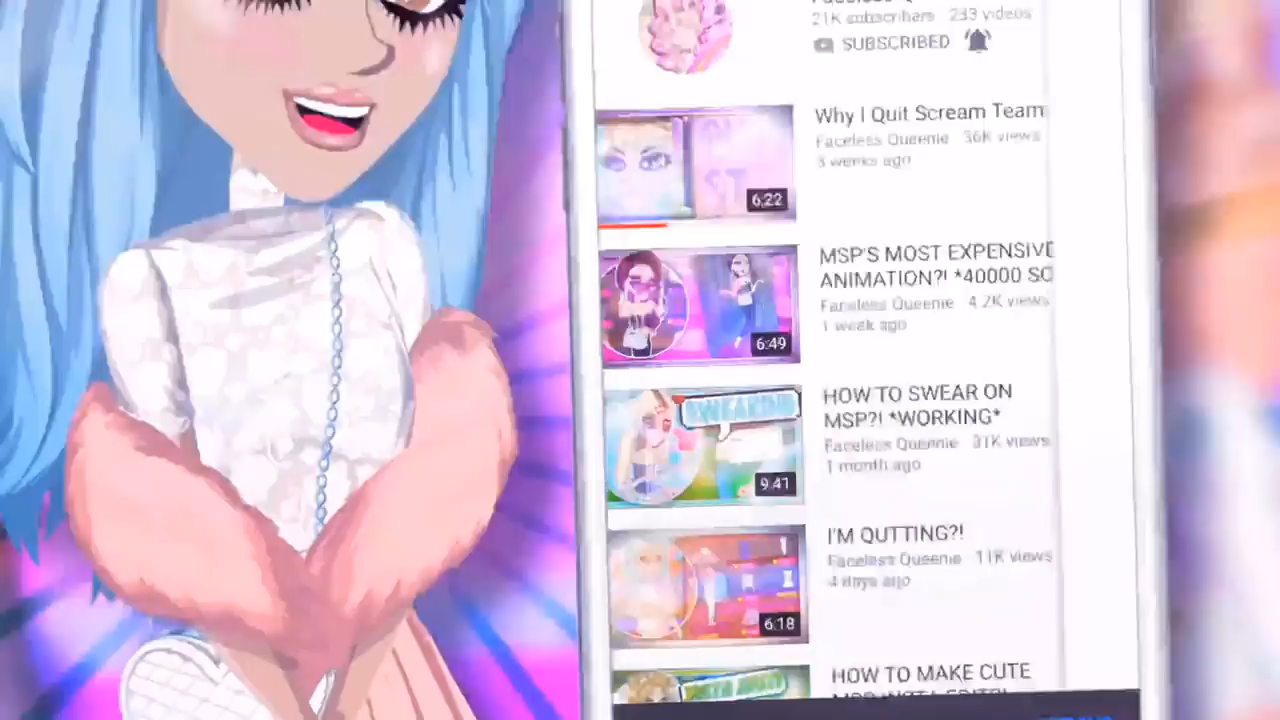 21K subscribers 233 videos
SUBSCRIBED
Why I Quit Scream Team
Faceless Queenie 36K views
3 weeks ago
6:22
MSP'S MOST EXPENSIVE
ANIMATION?! *40000 SC
Faceless Queenie 4.2K views
1 week ago
6:49
HOW TO SWEAR ON
MSP?! *WORKING*
Faceless Queenie 31K views
1 month ago
SWEARING
9:41
I'M QUTTING?!
Faceless Queenie 11K views
4 days ago
6:18
HOW TO MAKE CUTE